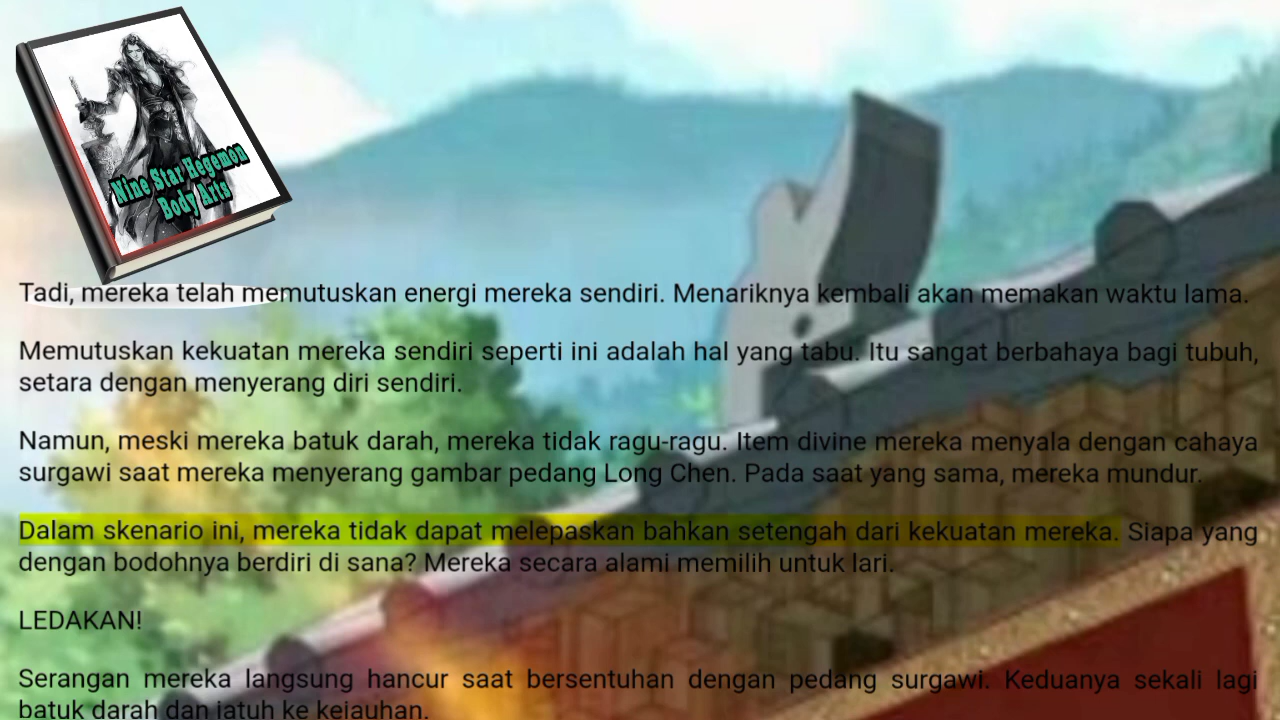 Nine Star Hegemon
Body Arts
Tadi, mereka telah memutuskan energi mereka sendiri. Menariknya kembali akan memakan waktu lama.
Memutuskan kekuatan mereka sendiri seperti ini adalah hal yang tabu. Itu sangat berbahaya bagi tubuh,
setara dengan menyerang diri sendiri.
Namun, meski mereka batuk darah, mereka tidak ragu-ragu. Item divine mereka menyala dengan cahaya
surgawi saat mereka menyerang gambar pedang Long Chen. Pada saat yang sama, mereka mundur.
Dalam skenario ini, mereka tidak dapat melepaskan bahkan setengah dari kekuatan mereka. Siapa yang
dengan bodohnya berdiri di sana? Mereka secara alami memilih untuk lari.
LEDAKAN!
Serangan mereka langsung hancur saat bersentuhan dengan pedang surgawi. Keduanya sekali lagi
batuk darah dan jatuh ke kejauhan.